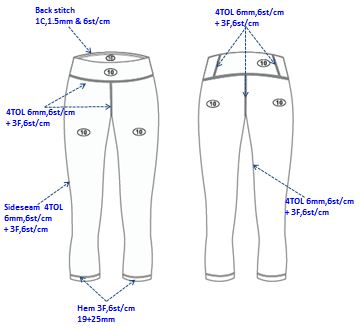 Back stitch
1C,1.5mm & 6st/cm
4TOL 6mm,6st/cm
+ 3F,6st/cm
10
10
10
10
4TOL 6mm,6st/cm
+ 3F,6st/cm
10
10
10
10
Sideseam 4TOL
6mm,6st/cm
+ 3F,6st/cm
4TOL 6mm,6st/cm
+ 3F,6st/cm
Hem 3F,6st/cm
19+25mm